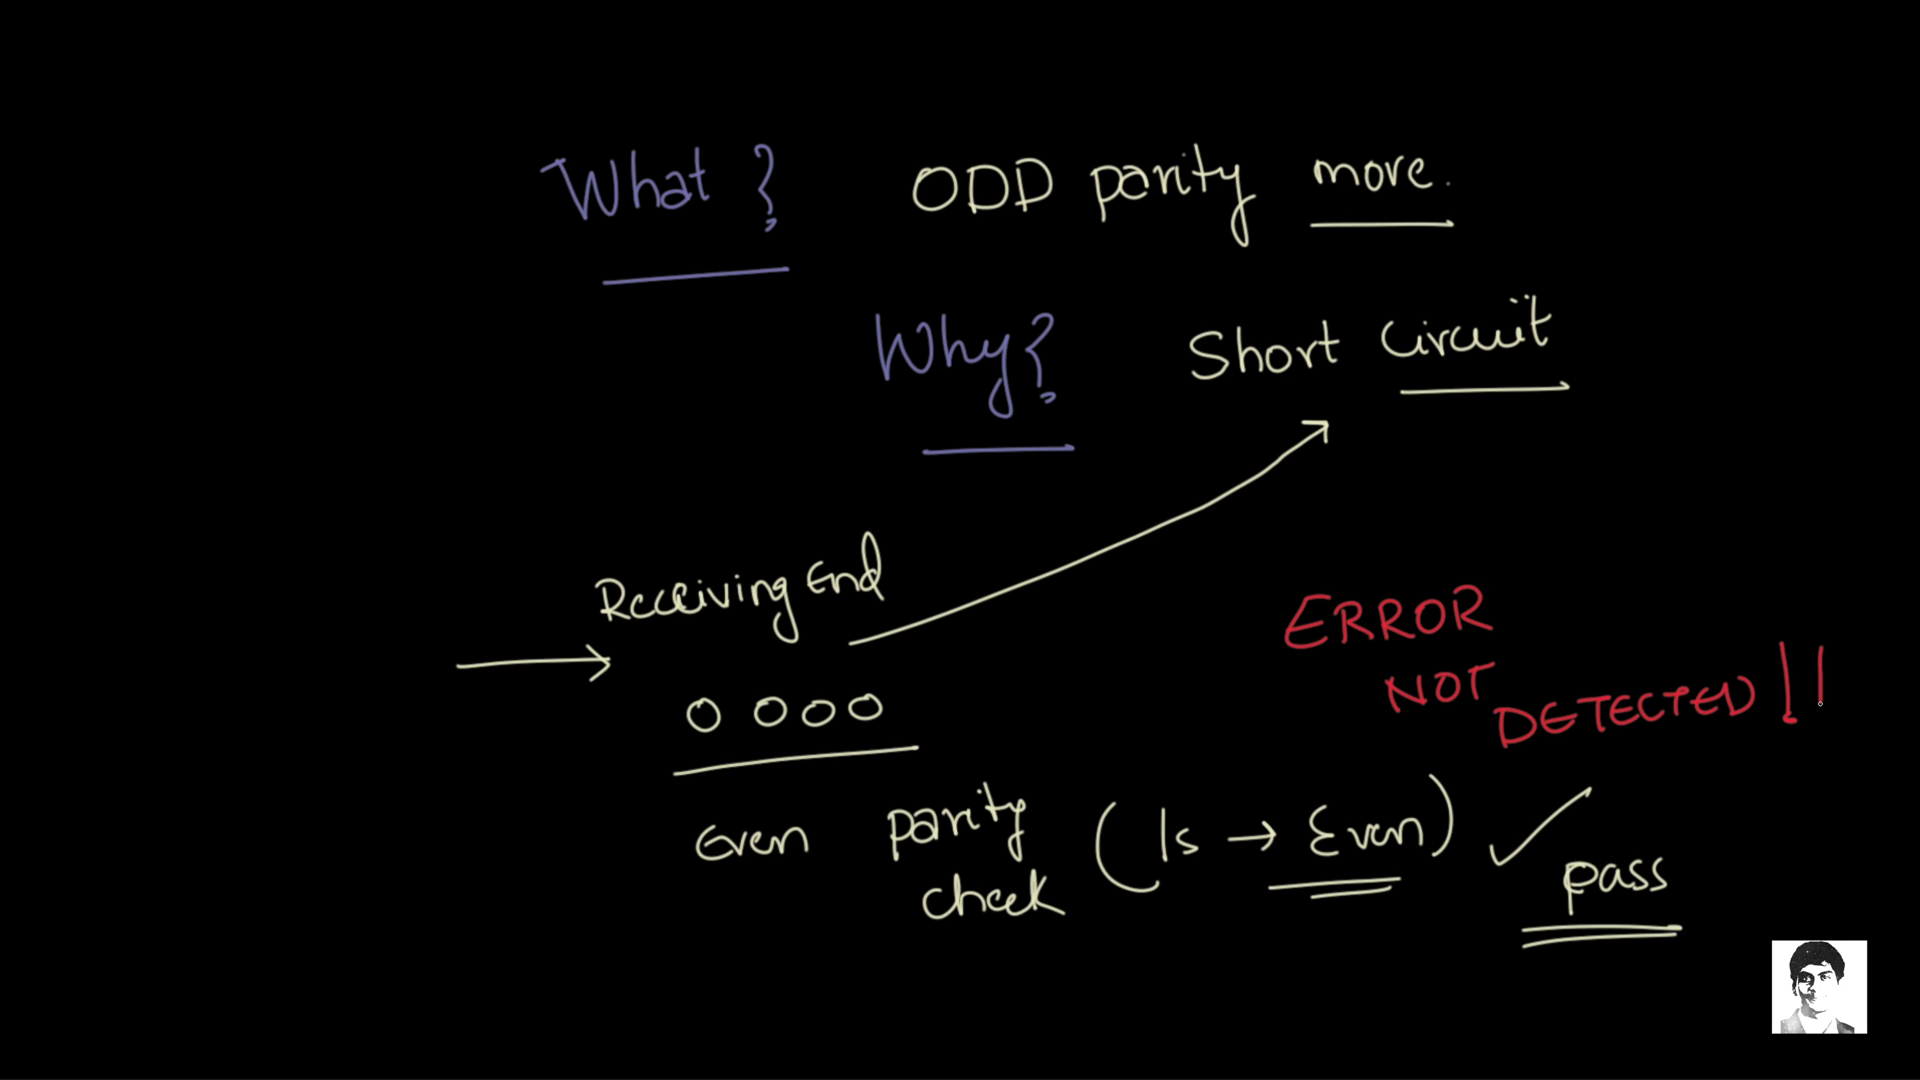 What ? ODD parity more.
Why? Short Circuit
Receiving End
0 000
ERROR
NOT
DETECTED !!
Even parity (1s → Even) ✓
check
pass